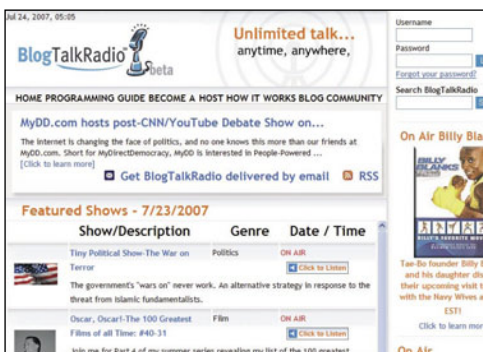 Jul 24, 2007, 05:05
BlogTalkRadio
beta
Unlimited talk...
anytime, anywhere,
HOME PROGRAMMING GUIDE BECOME A HOST HOW IT WORKS BLOG COMMUNITY
MyDD.com hosts post-CNN/YouTube Debate Show on...
The internet is changing the face of politics, and no one knows this more than our friends at
MyDD.com. Short for MyDirectDemocracy, MyDD is interested in People-Powered ...
[Click to learn more]
Get BlogTalkRadio delivered by email RSS
Featured Shows - 7/23/2007
Show/Description Genre Date / Time
Tiny Political Show-The War on Politics ON AIR
Terror Click to Listen
The government's "wars on" never work. An alternative strategy in response to the
threat from Islamic fundamentalists.
Oscar, Oscar!-The 100 Greatest Film ON AIR
Films of all Time: #40-31 Click to Listen
Join me for Part 4 of my summer series revealing my list of the 100 greatest
Username
Password
Forgot your password?
Search BlogTalkRadio
On Air Billy Bla
BILLY
BLANKS
BILLY'S FAVORITE MOVES
Tae-Bo founder Billy B
and his daughter dis
their upcoming visit t
with the Navy Wives a
EST!
Click to learn mor
On Air